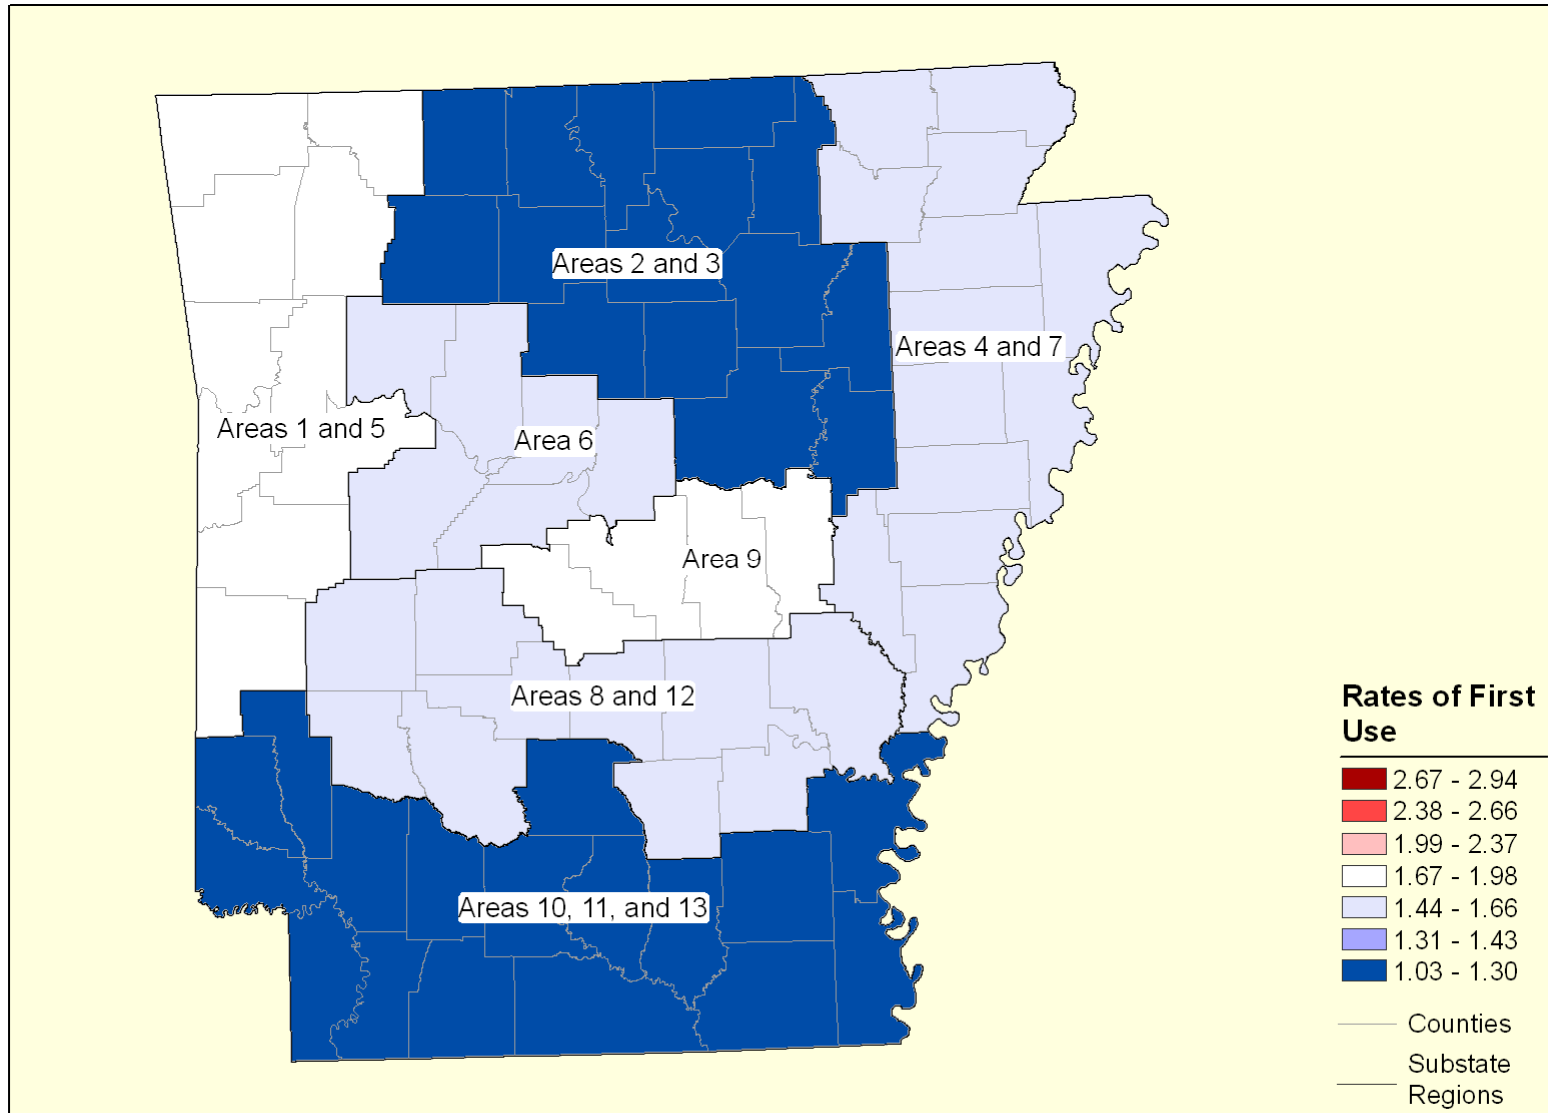 Areas 2 and 3
Areas 4 and 7
Areas 1 and 5
Area 6
Area 9
Areas 8 and 12
Areas 10, 11, and 13
Rates of First
Use
2.67 - 2.94
2.38 - 2.66
1.99 - 2.37
1.67 - 1.98
1.44 - 1.66
1.31 - 1.43
1.03 - 1.30
Counties
Substate
Regions